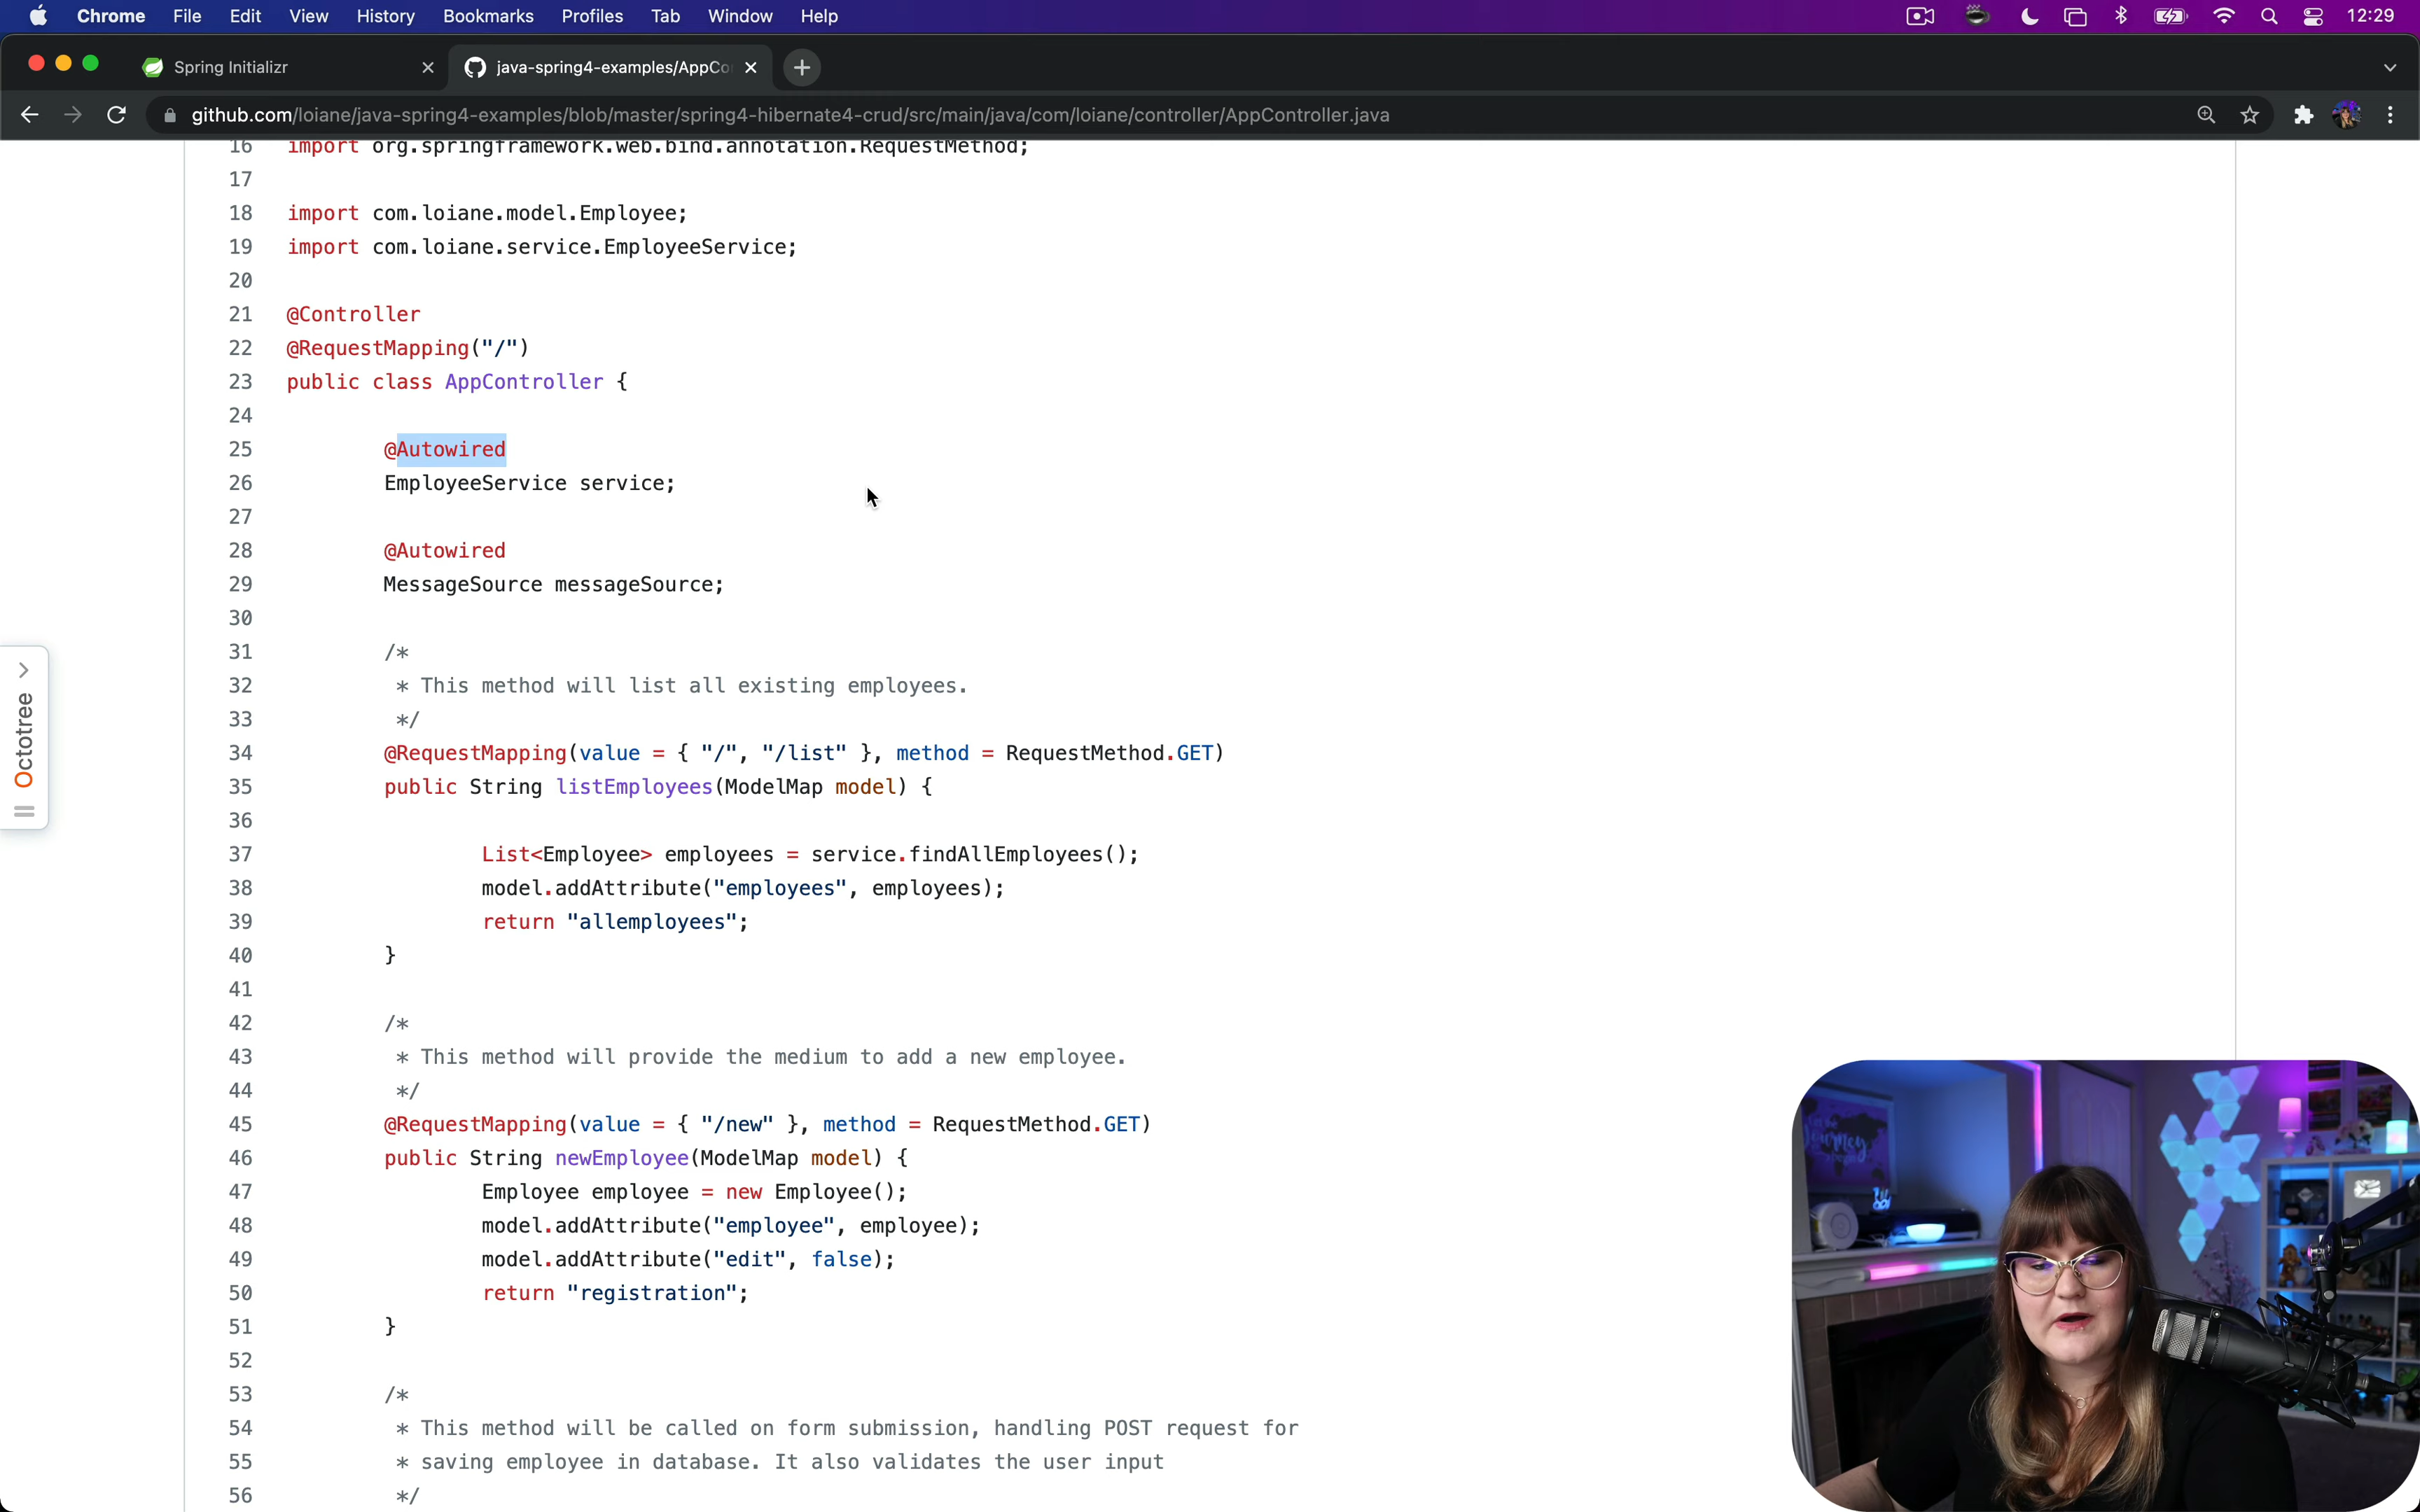 Chrome File Edit View History Bookmarks Profiles Tab Window Help 12:29
Spring Initializr
java-spring4-examples/AppCo
github.com/loiane/java-spring4-examples/blob/master/spring4-hibernate4-crud/src/main/java/com/loiane/controller/AppController.java
16 import org.springframework.web.bind.annotation.RequestMethod;
17
18 import com.loiane.model.Employee;
19 import com.loiane.service.EmployeeService;
20
21 @Controller
22 @RequestMapping("/")
23 public class AppController {
24
25 @Autowired
26 EmployeeService service;
27
28 @Autowired
29 MessageSource messageSource;
30
31 /*
32 * This method will list all existing employees.
33 */
34 @RequestMapping(value = { "/", "/list" }, method = RequestMethod.GET)
35 public String listEmployees(ModelMap model) {
36
37 List<Employee> employees = service.findAllEmployees();
38 model.addAttribute("employees", employees);
39 return "allemployees";
40 }
41
42 /*
43 * This method will provide the medium to add a new employee.
44 */
45 @RequestMapping(value = { "/new" }, method = RequestMethod.GET)
46 public String newEmployee(ModelMap model) {
47 Employee employee = new Employee();
48 model.addAttribute("employee", employee);
49 model.addAttribute("edit", false);
50 return "registration";
51 }
52
53 /*
54 * This method will be called on form submission, handling POST request for
55 * saving employee in database. It also validates the user input
56 */
Octotree
journey